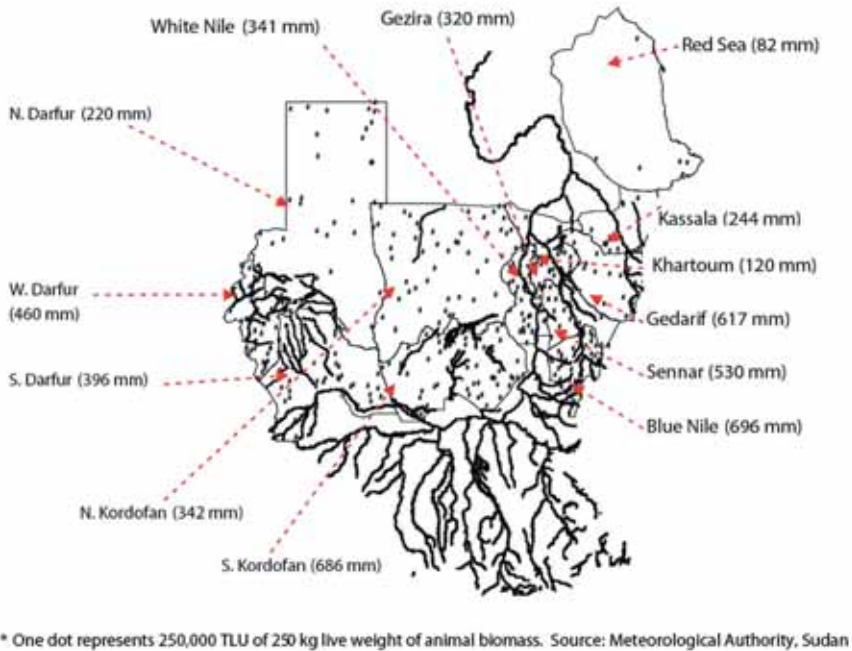 White Nile (341 mm)
Gezira (320 mm)
Red Sea (82 mm)
N. Darfur (220 mm)
Kassala (244 mm)
Khartoum (120 mm)
W. Darfur
(460 mm)
Gedarif (617 mm)
S. Darfur (396 mm)
Sennar (530 mm)
Blue Nile (696 mm)
N. Kordofan (342 mm)
S. Kordofan (686 mm)
* One dot represents 250,000 TLU of 250 kg live weight of animal biomass. Source: Meteorological Authority, Sudan